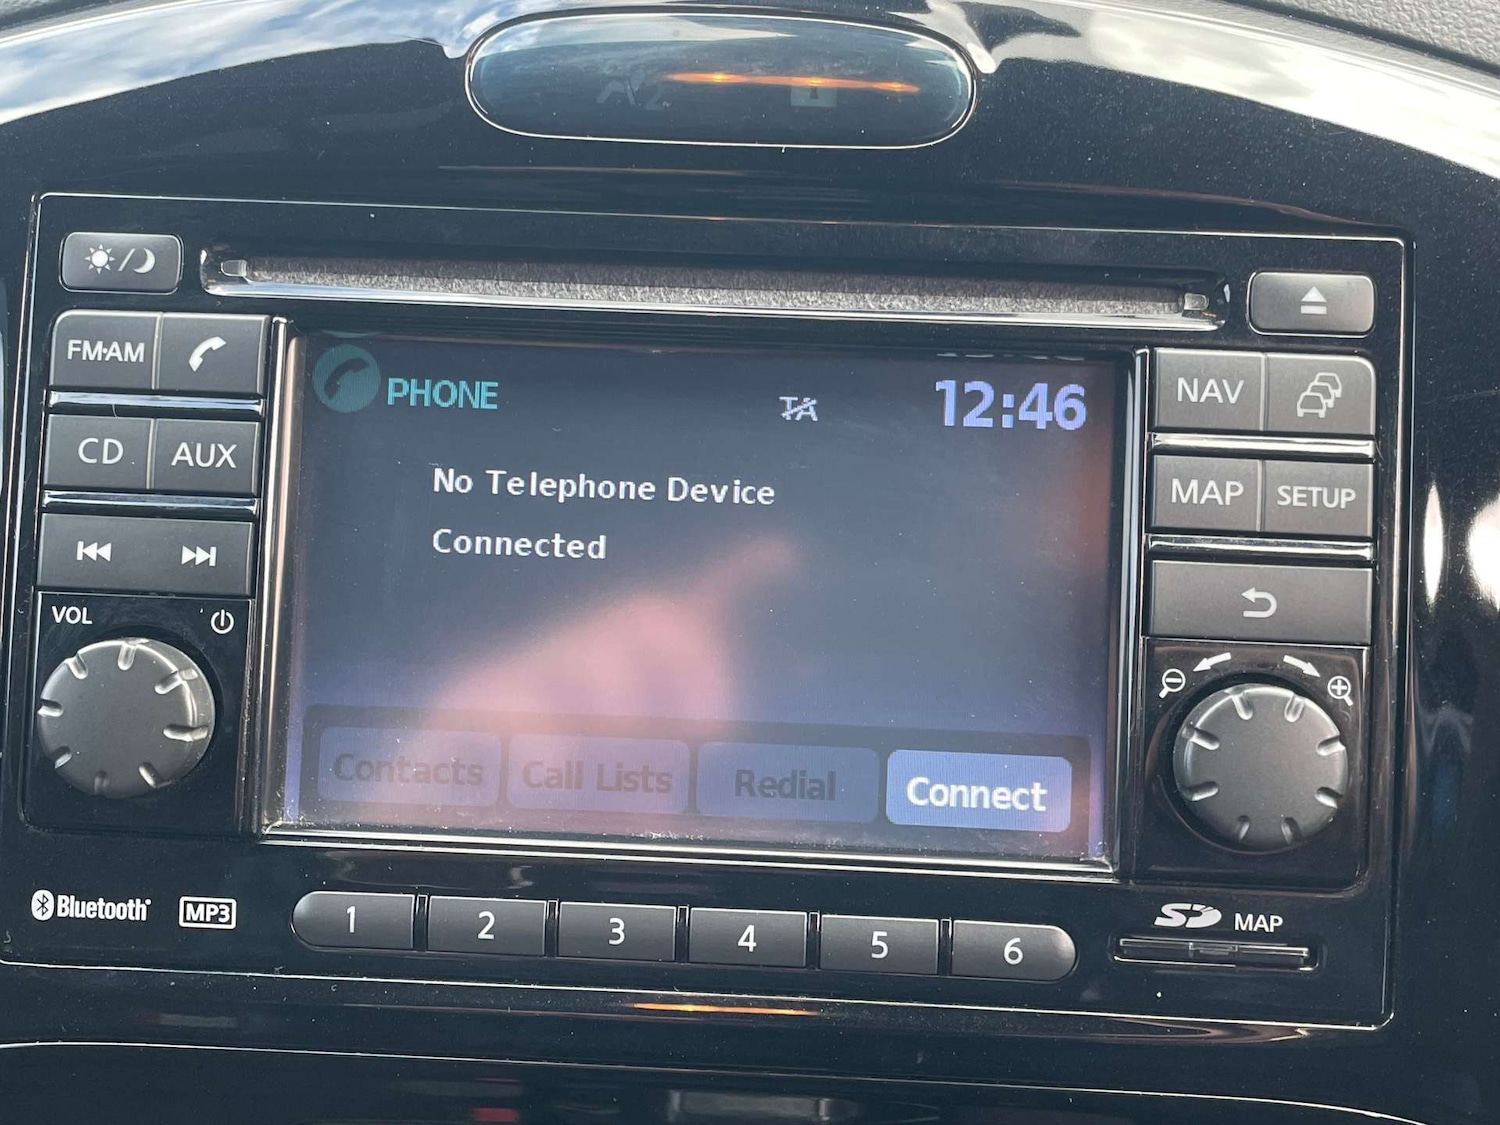 FM·AM
CD
AUX
VOL
PHONE
TA
12:46
No Telephone Device
Connected
Contacts
Call Lists
Redial
Connect
NAV
MAP
SETUP
Bluetooth
MP3
1
2
3
4
5
6
SD
MAP